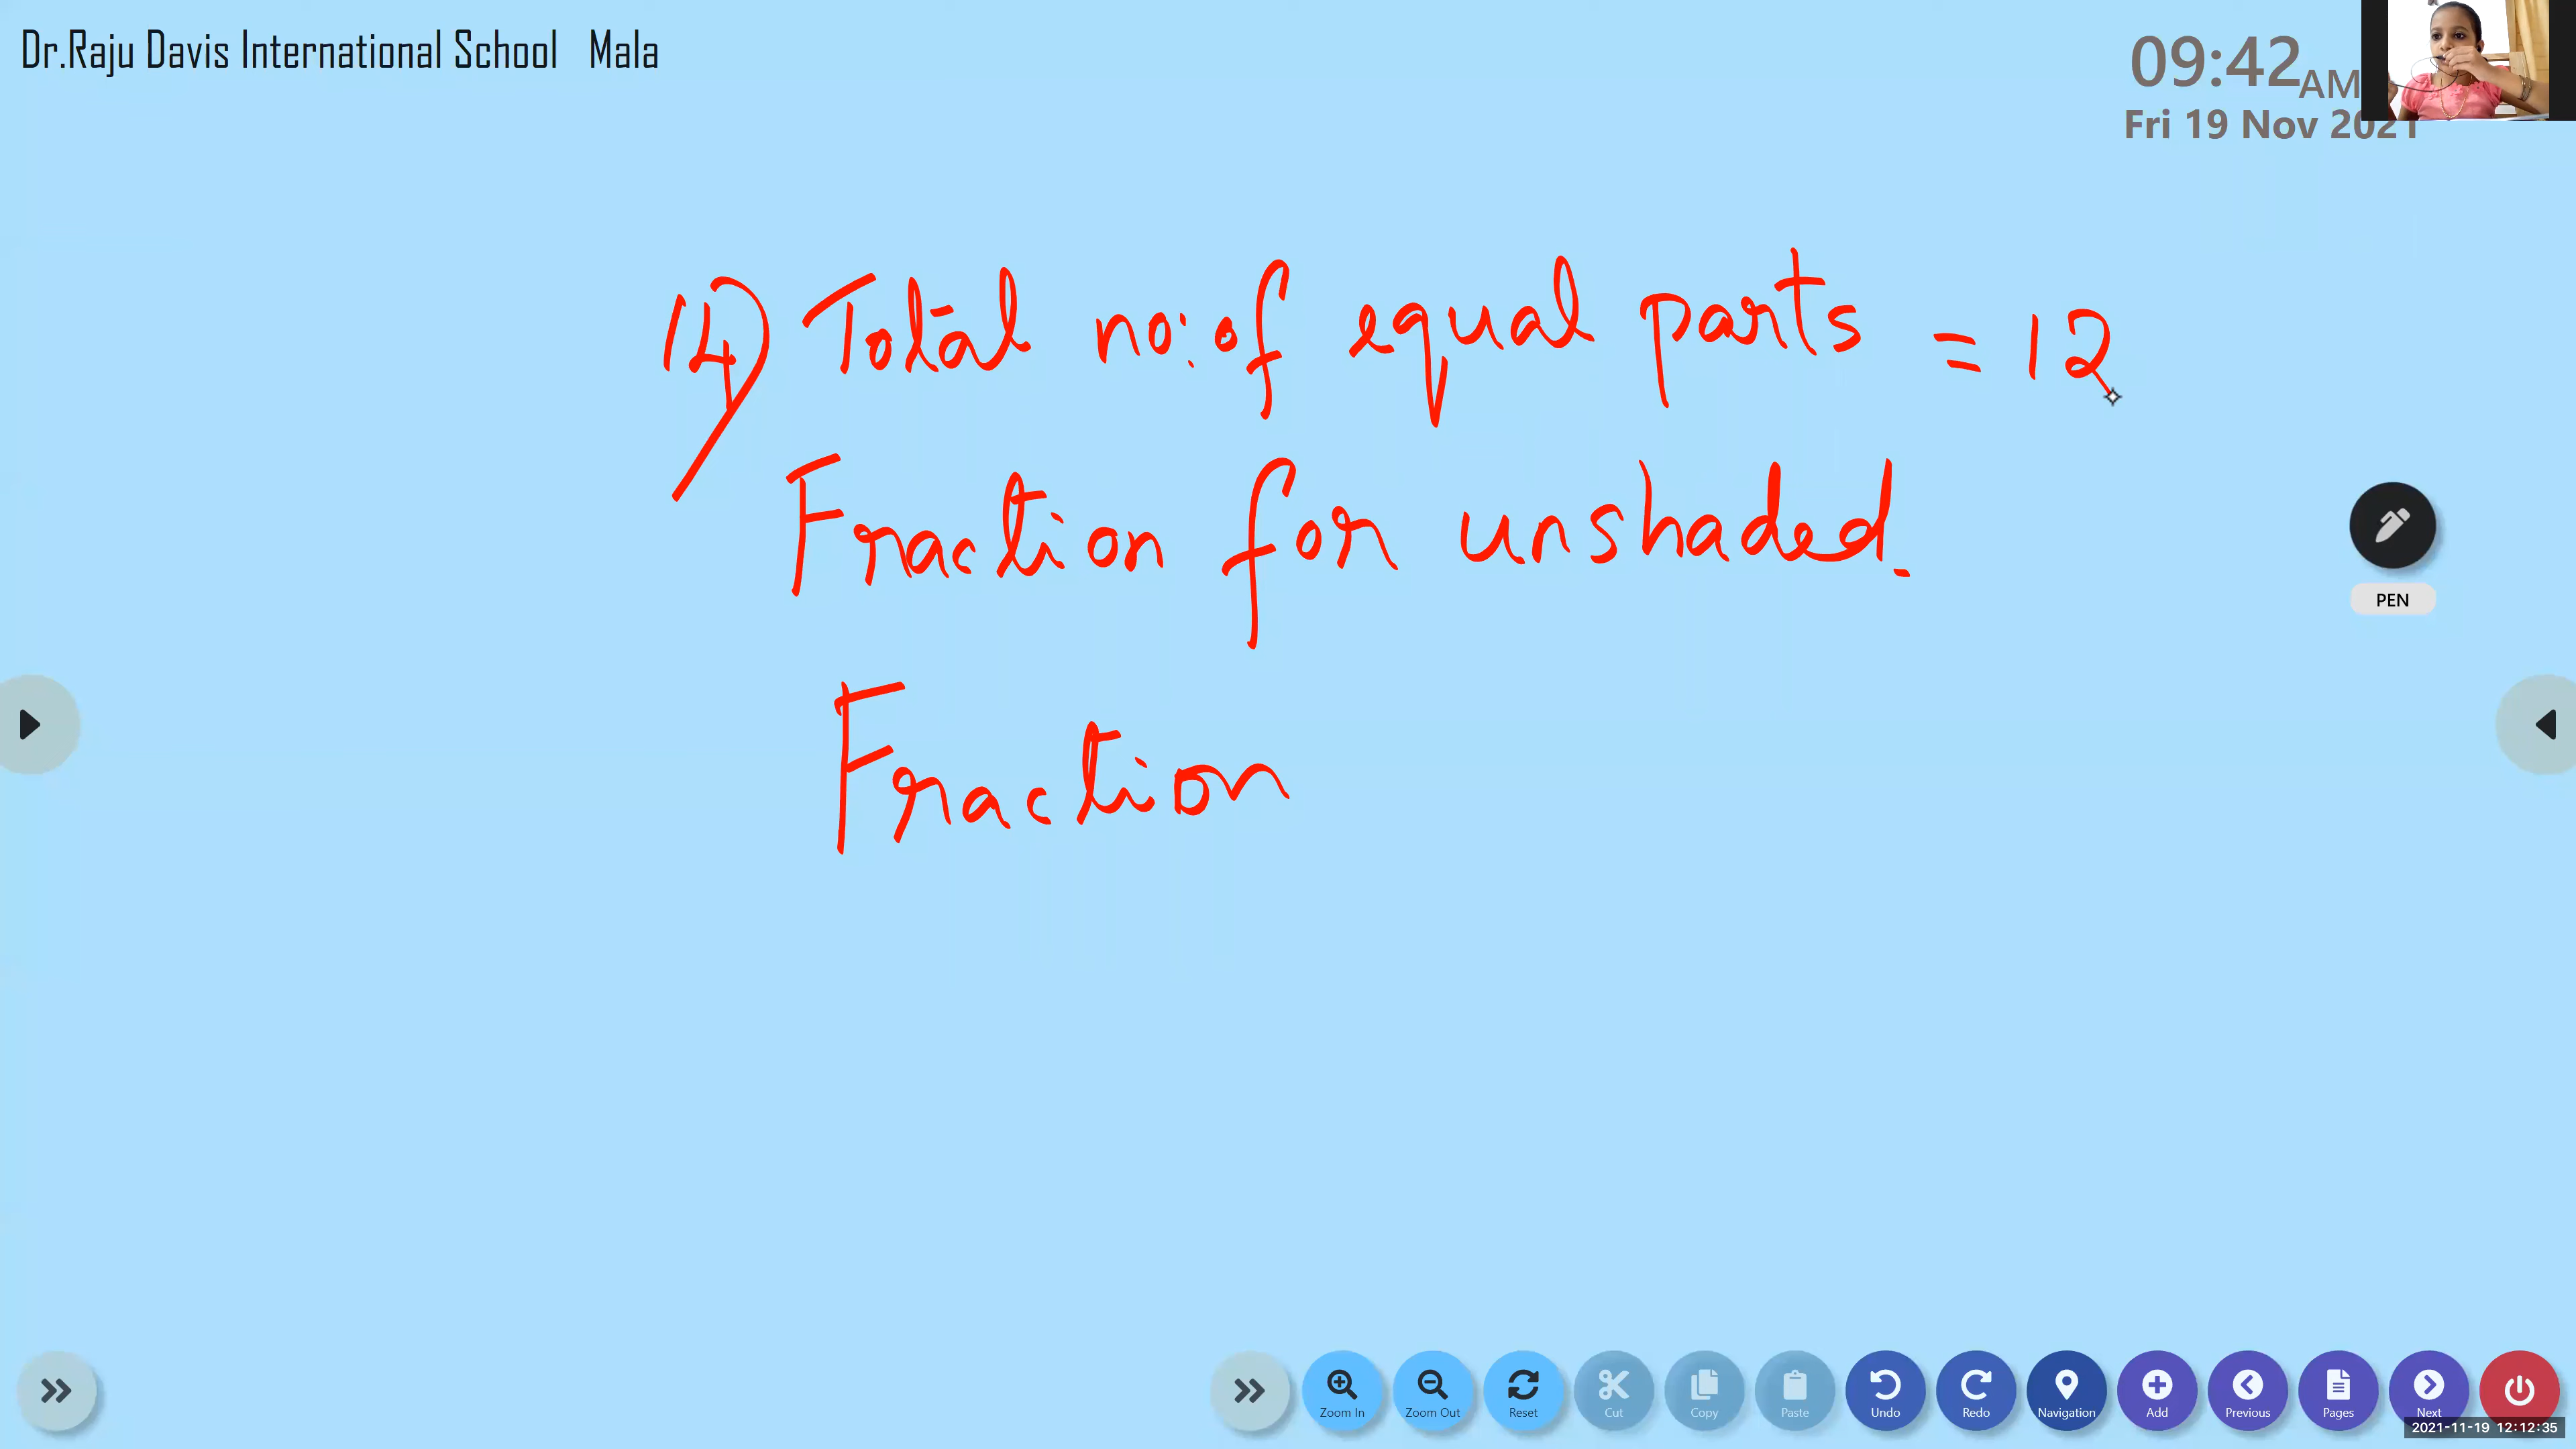 Dr.Raju Davis International School Mala
09:42 AM
Fri 19 Nov 2021
14) Total no: of equal parts = 12
Fraction for unshaded.
PEN
Fraction
Zoom In Zoom Out Reset Cut Copy Paste Undo Redo Navigation Add Previous Pages Next
2021-11-19 12:12:35